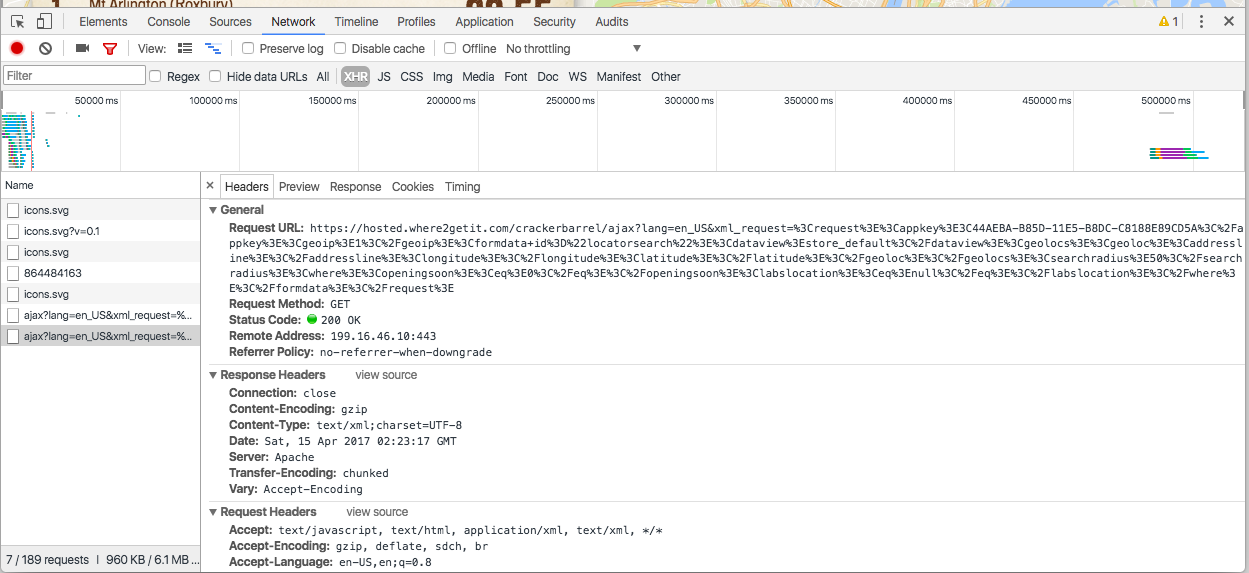 Mt Arlington (Roxbury)
Elements Console Sources Network Timeline Profiles Application Security Audits 1
View: Preserve log Disable cache Offline No throttling
Filter Regex Hide data URLs All XHR JS CSS Img Media Font Doc WS Manifest Other
50000 ms 100000 ms 150000 ms 200000 ms 250000 ms 300000 ms 350000 ms 400000 ms 450000 ms 500000 ms
Name
icons.svg
icons.svg?v=0.1
icons.svg
864484163
icons.svg
ajax?lang=en_US&xml_request=%...
ajax?lang=en_US&xml_request=%...
7 / 189 requests | 960 KB / 6.1 MB ...
× Headers Preview Response Cookies Timing
General
Request URL: https://hosted.where2getit.com/crackerbarrel/ajax?lang=en_US&xml_request=%3Crequest%3E%3Cappkey%3E3C44AEBA-B85D-11E5-B8DC-C8188E89CD5A%3C%2Fa
ppkey%3E%3Cgeoip%3E1%3C%2Fgeoip%3E%3Cformdata+id%3D%22locatorsearch%22%3E%3Cdataview%3Estore_default%3C%2Fdataview%3E%3Cgeolocs%3E%3Cgeoloc%3E%3Caddress
line%3E%3C%2Faddressline%3E%3Clongitude%3E%3C%2Flongitude%3E%3Clatitude%3E%3C%2Flatitude%3E%3C%2Fgeoloc%3E%3C%2Fgeolocs%3E%3Csearchradius%3E50%3C%2Fsearch
radius%3E%3Cwhere%3E%3Copeningsoon%3E%3Ceq%3E0%3C%2Feq%3E%3C%2Fopeningsoon%3E%3Clabslocation%3E%3Ceq%3Enull%3C%2Feq%3E%3C%2Flabslocation%3E%3C%2Fwhere%3
E%3C%2Fformdata%3E%3C%2Frequest%3E
Request Method: GET
Status Code: 200 OK
Remote Address: 199.16.46.10:443
Referrer Policy: no-referrer-when-downgrade
Response Headers view source
Connection: close
Content-Encoding: gzip
Content-Type: text/xml;charset=UTF-8
Date: Sat, 15 Apr 2017 02:23:17 GMT
Server: Apache
Transfer-Encoding: chunked
Vary: Accept-Encoding
Request Headers view source
Accept: text/javascript, text/html, application/xml, text/xml, */*
Accept-Encoding: gzip, deflate, sdch, br
Accept-Language: en-US,en;q=0.8